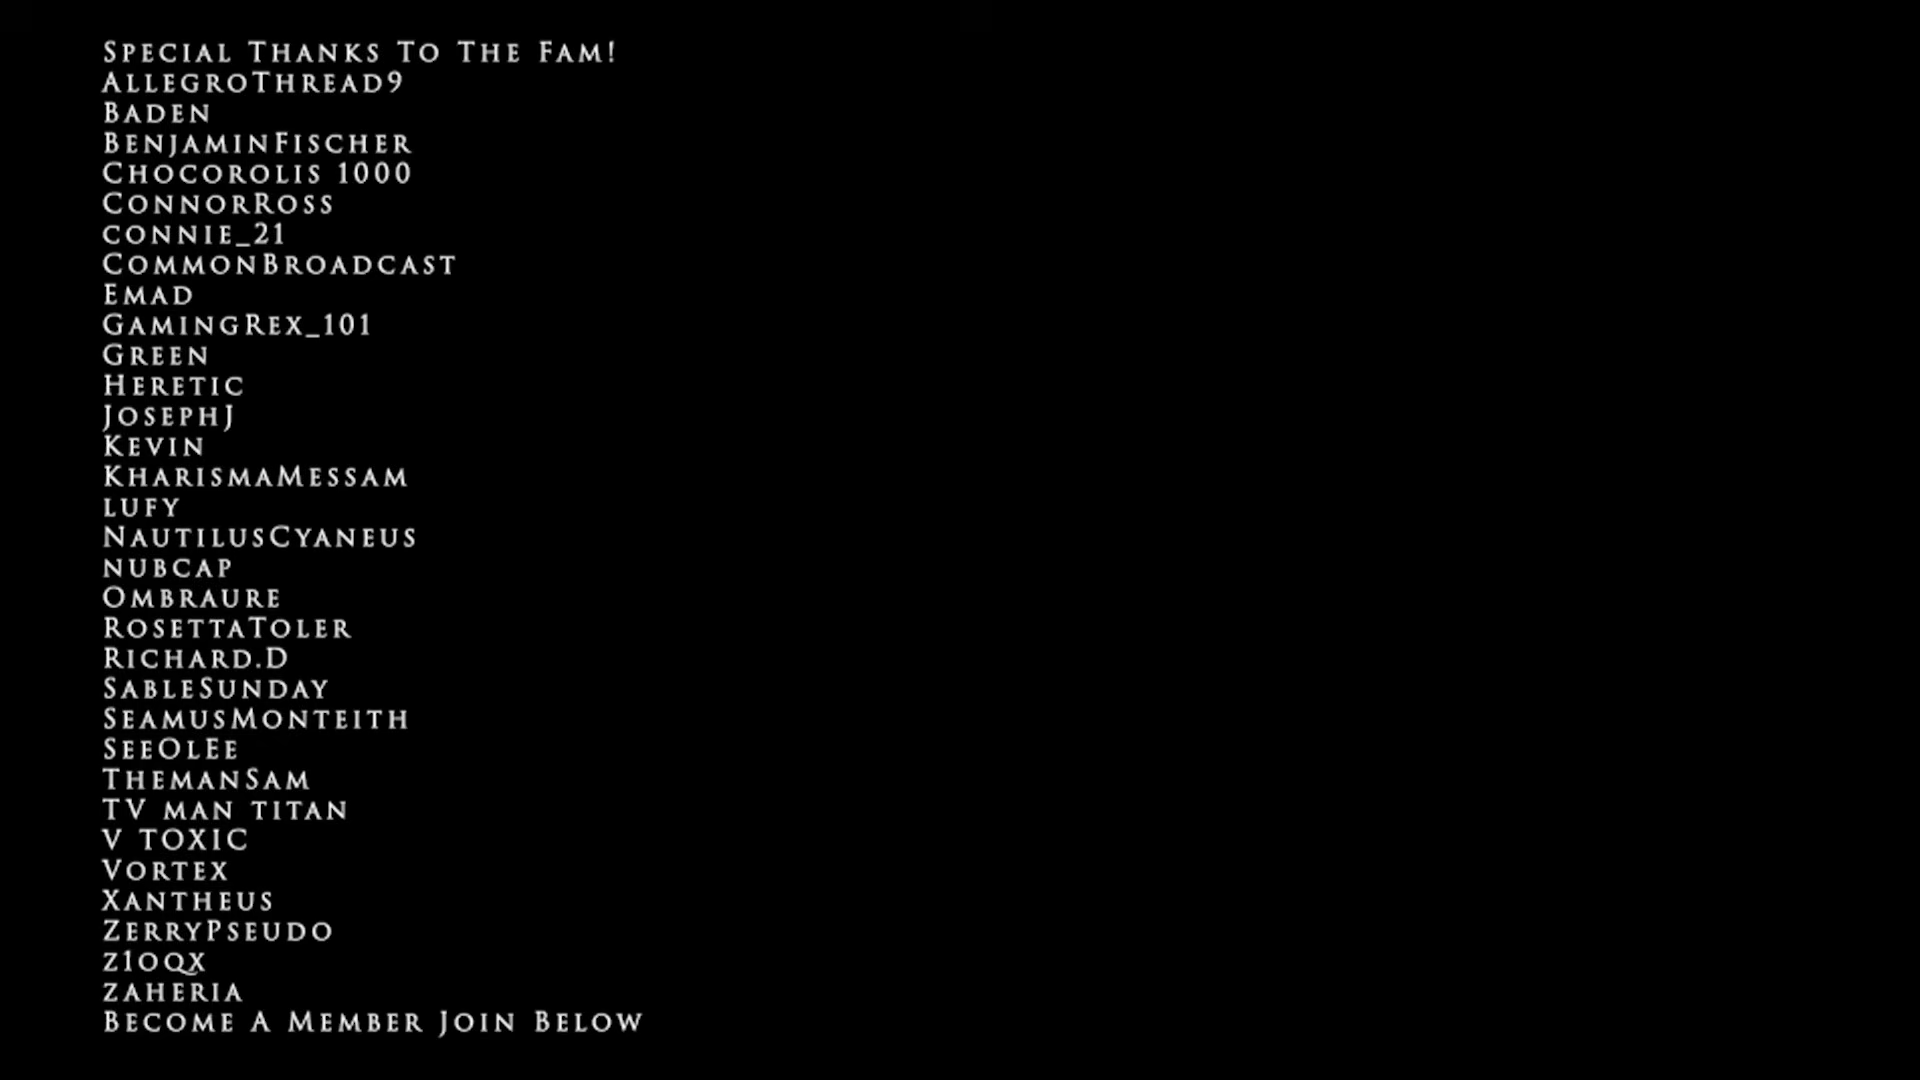 Special Thanks To The Fam!
AllegroThread9
Baden
BenjaminFischer
Chocorolis 1000
ConnorRoss
connie_21
CommonBroadcast
Emad
GamingRex_101
Green
Heretic
JosephJ
Kevin
KharismaMessam
lufy
NautilusCyaneus
nubcap
Ombraure
RosettaToler
Richard.D
SableSunday
SeamusMonteith
SeeOlEe
ThemanSam
TV man titan
V TOXIC
Vortex
Xantheus
ZerryPseudo
z1oqx
zaheria
Become A Member Join Below